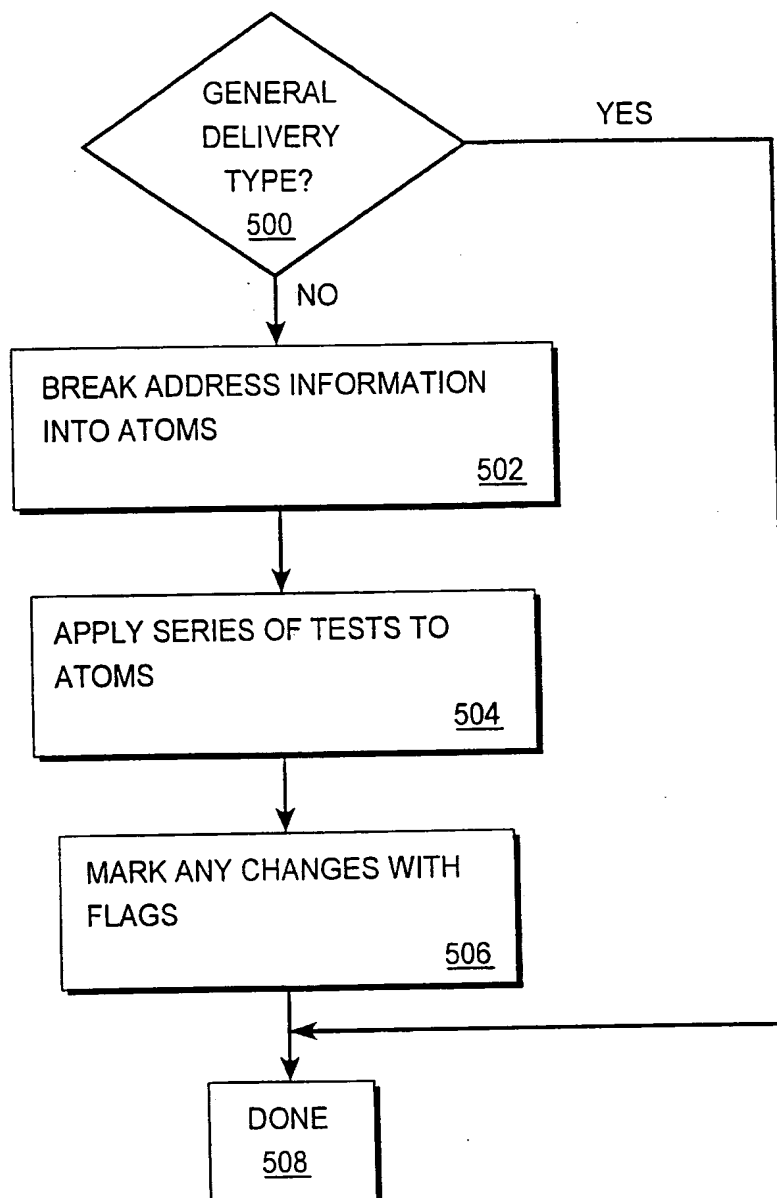 GENERAL
DELIVERY
TYPE?
500
YES
NO
BREAK ADDRESS INFORMATION
INTO ATOMS
502
APPLY SERIES OF TESTS TO
ATOMS
504
MARK ANY CHANGES WITH
FLAGS
506
DONE
508